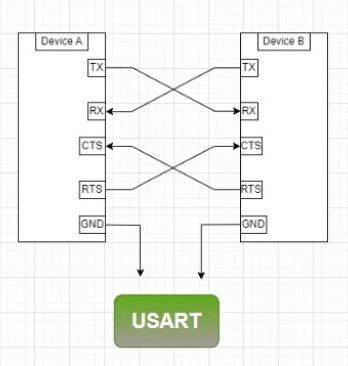 Device A
Device B
TX
TX
RX
RX
CTS
CTS
RTS
RTS
GND
GND
USART